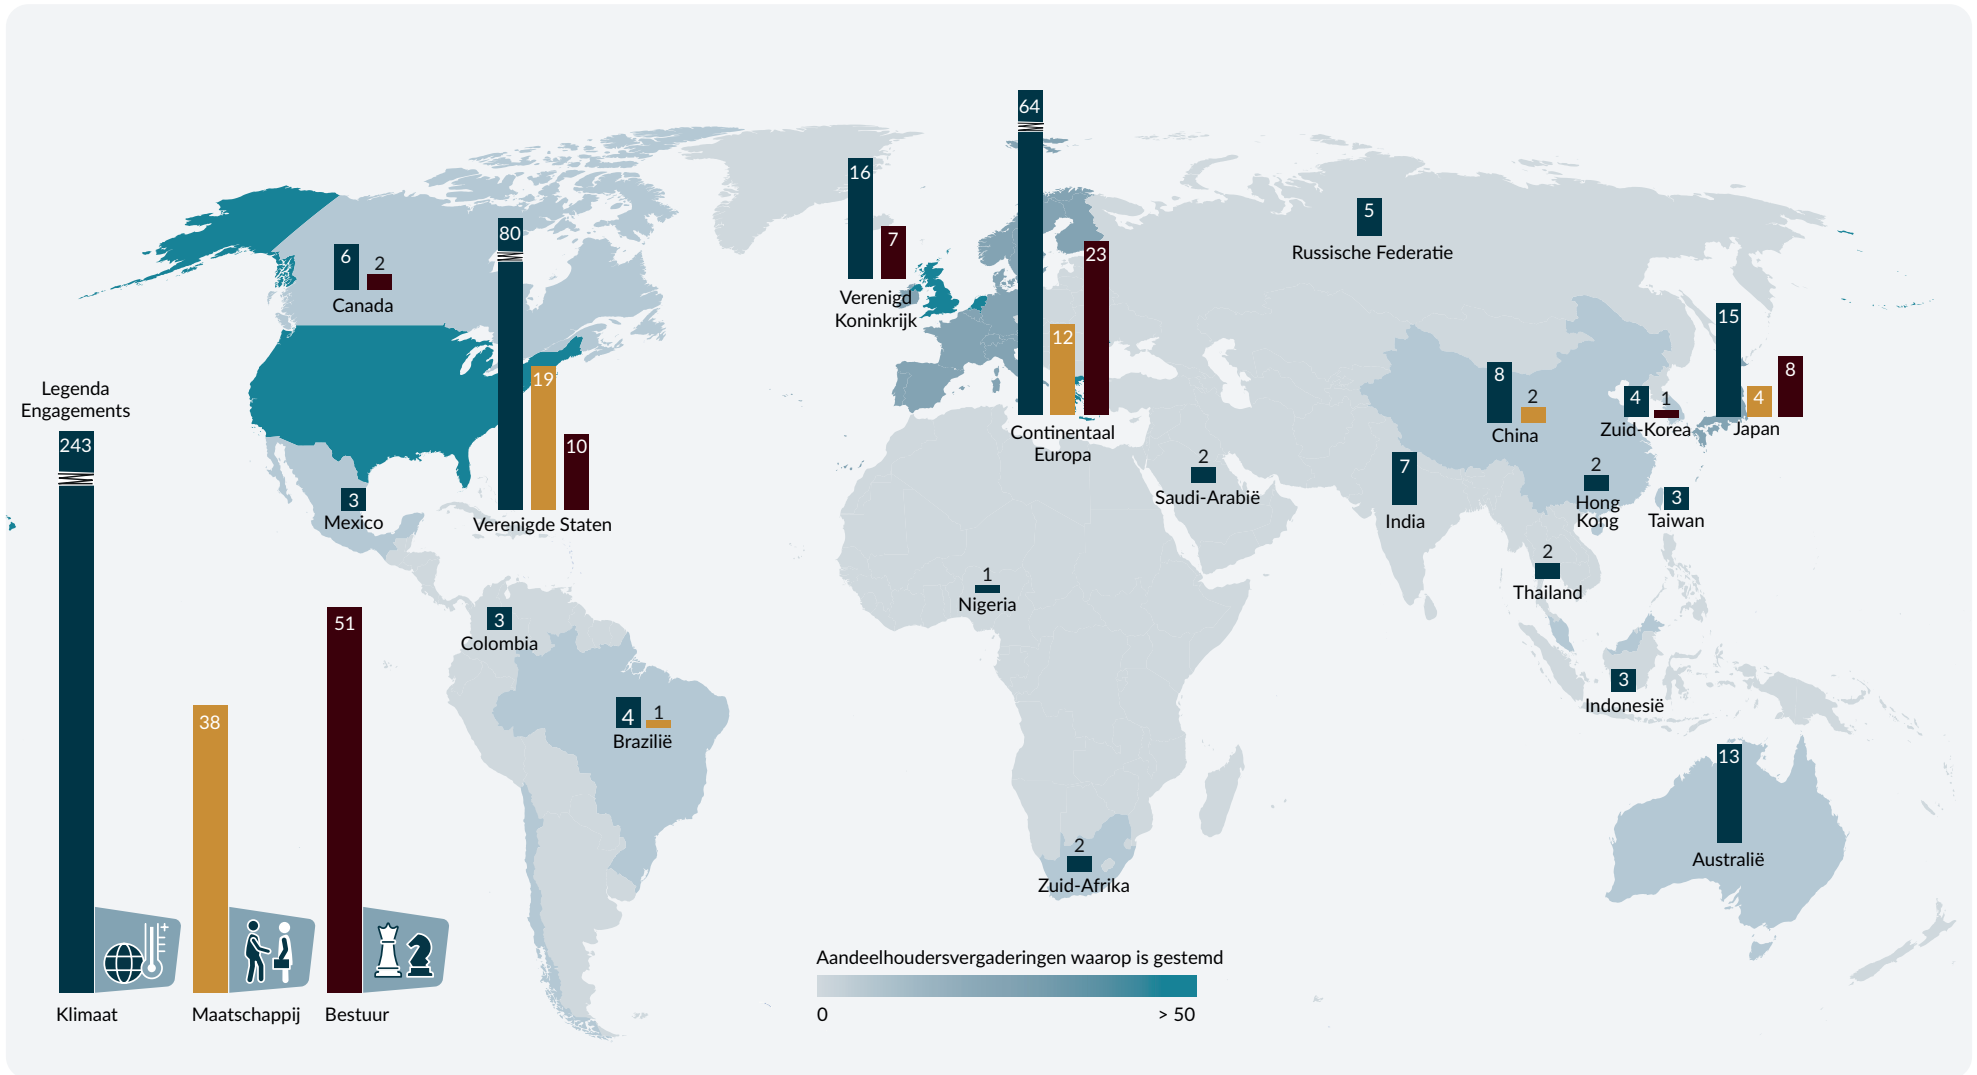 Legenda
Engagements
243
38
51
Klimaat
Maatschappij
Bestuur
6
2
Canada
80
19
10
Verenigde Staten
3
Mexico
3
Colombia
4
1
Brazilië
16
7
Verenigd
Koninkrijk
64
12
23
Continentaal
Europa
5
Russische Federatie
2
Saudi-Arabië
1
Nigeria
2
Zuid-Afrika
7
India
8
2
China
4
1
Zuid-Korea
15
4
8
Japan
2
Hong
Kong
3
Taiwan
2
Thailand
3
Indonesië
13
Australië
Aandeelhoudersvergaderingen waarop is gestemd
0
> 50